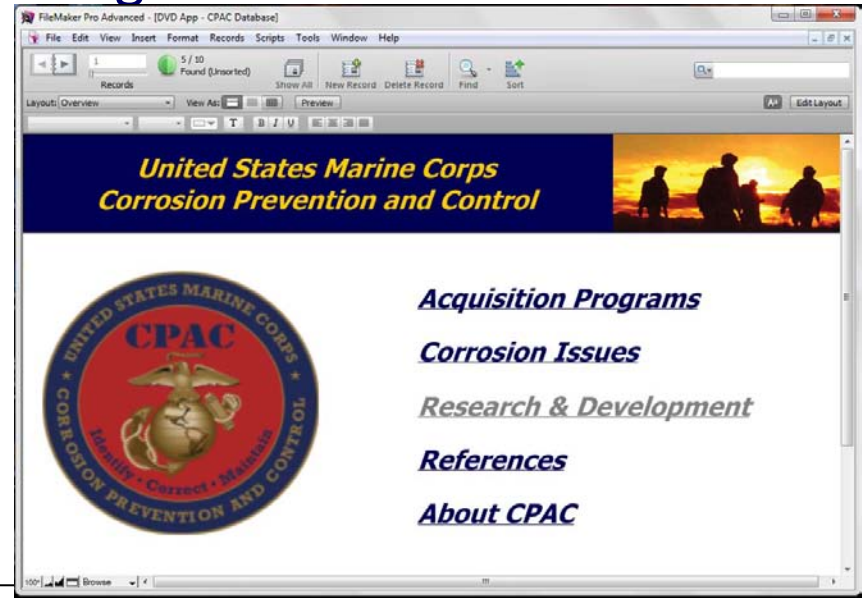 FileMaker Pro Advanced - [DVD App - CPAC Database]
File Edit View Insert Format Records Scripts Tools Window Help
1
5 / 10
Found (Unsorted)
Records
Show All New Record Delete Record Find Sort
Layout: Overview View As: Preview Aa Edit Layout
T B I U
United States Marine Corps
Corrosion Prevention and Control
UNITED STATES MARINE CORPS
CPAC
Identify • Correct • Maintain
CORROSION PREVENTION AND CONTROL
Acquisition Programs
Corrosion Issues
Research & Development
References
About CPAC
100 Browse